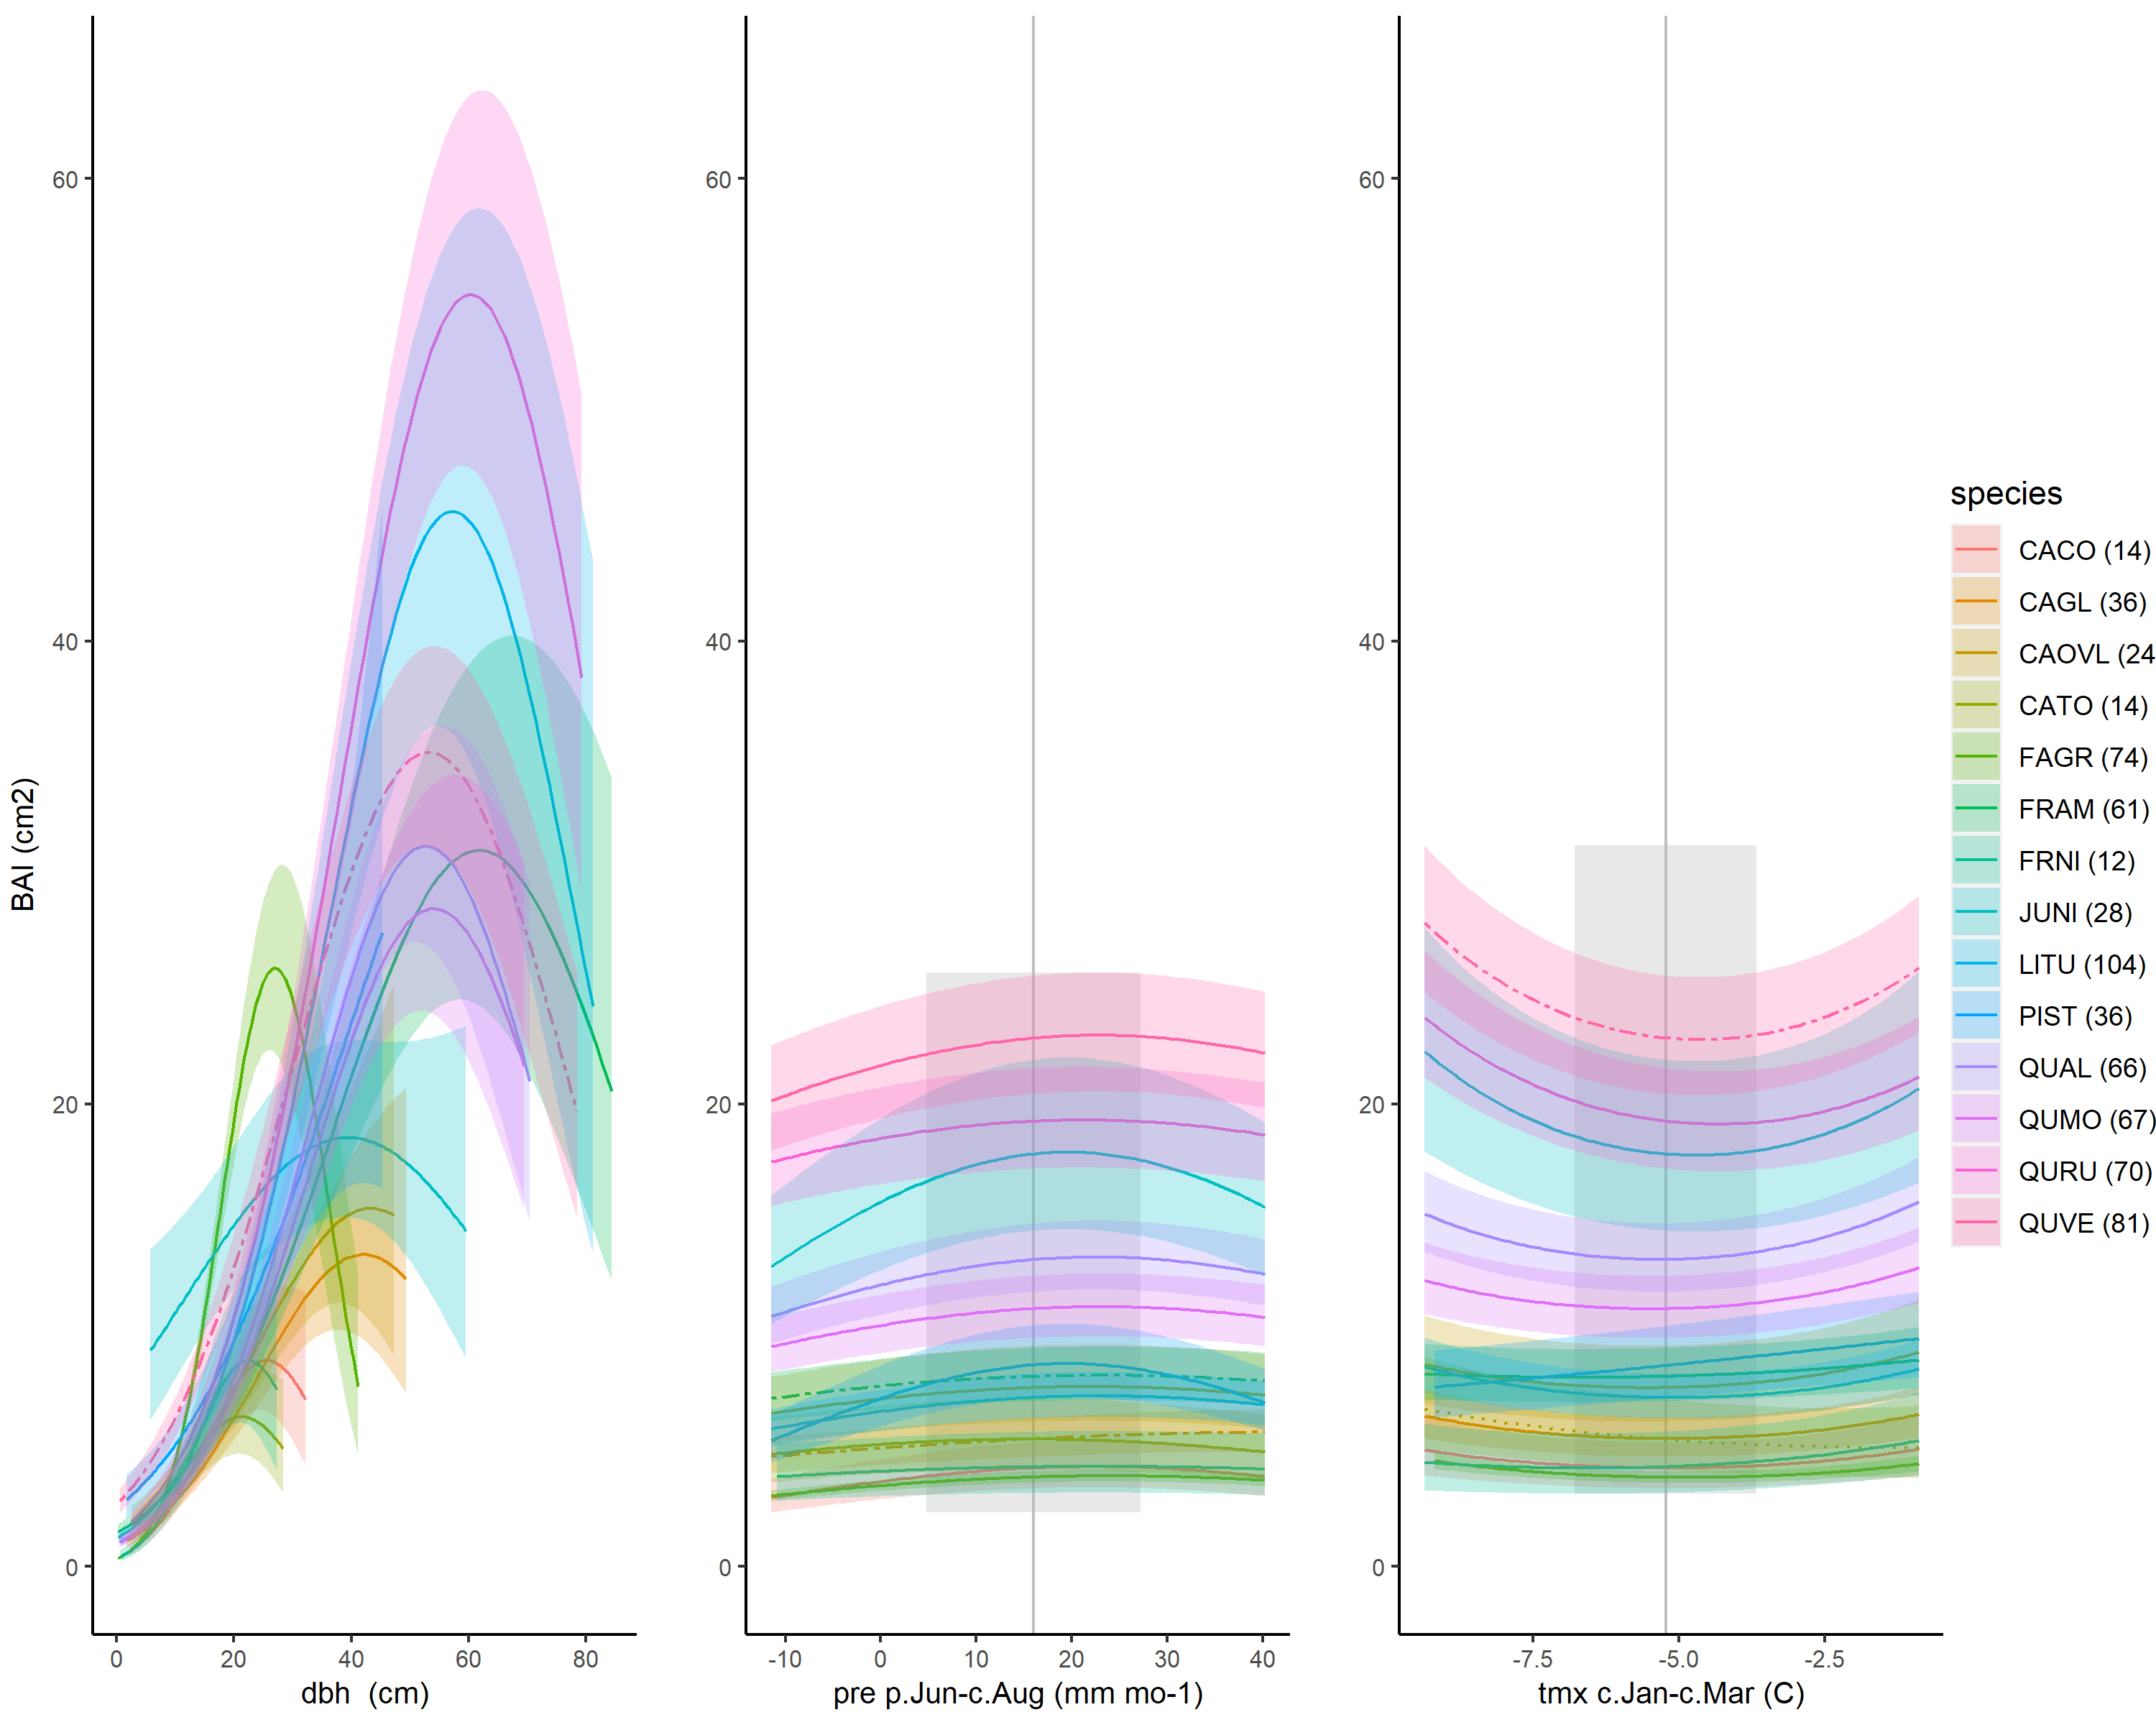 BAI (cm2)
60
40
20
0
0 20 40 60 80
dbh (cm)
60
40
20
0
-10 0 10 20 30 40
pre p.Jun-c.Aug (mm mo-1)
60
40
20
0
-7.5 -5.0 -2.5
tmx c.Jan-c.Mar (C)
species
CACO (14)
CAGL (36)
CAOVL (24
CATO (14)
FAGR (74)
FRAM (61)
FRNI (12)
JUNI (28)
LITU (104)
PIST (36)
QUAL (66)
QUMO (67)
QURU (70)
QUVE (81)